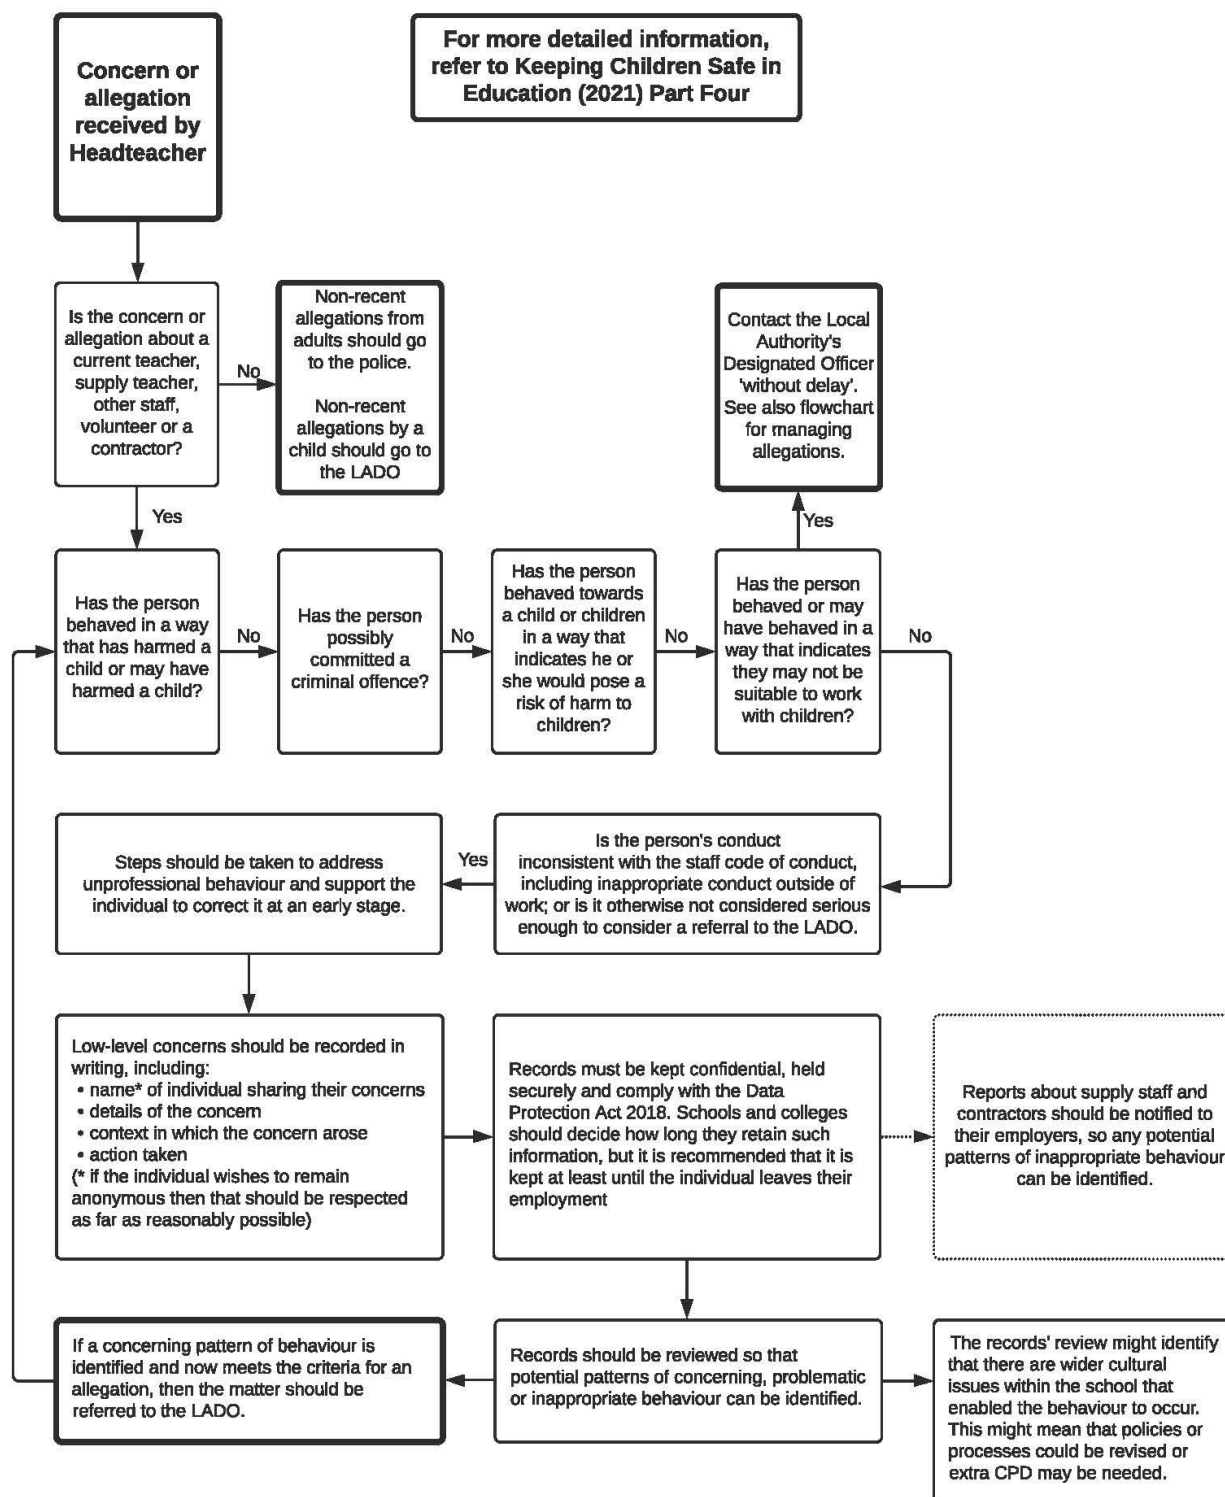 Concern or
allegation
received by
Headteacher
For more detailed information,
refer to Keeping Children Safe in
Education (2021) Part Four
Is the concern or
allegation about a
current teacher,
supply teacher,
other staff,
volunteer or a
contractor?
No
Non-recent
allegations from
adults should go
to the police.
Non-recent
allegations by a
child should go to
the LADO
Contact the Local
Authority's
Designated Officer
'without delay'.
See also flowchart
for managing
allegations.
Yes
Yes
Has the person
behaved in a way
that has harmed a
child or may have
harmed a child?
No
Has the person
possibly
committed a
criminal offence?
No
Has the person
behaved towards
a child or children
in a way that
indicates he or
she would pose a
risk of harm to
children?
No
Has the person
behaved or may
have behaved in a
way that indicates
they may not be
suitable to work
with children?
No
Is the person's conduct
inconsistent with the staff code of conduct,
including inappropriate conduct outside of
work; or is it otherwise not considered serious
enough to consider a referral to the LADO.
Yes
Steps should be taken to address
unprofessional behaviour and support the
individual to correct it at an early stage.
Low-level concerns should be recorded in
writing, including:
• name* of individual sharing their concerns
• details of the concern
• context in which the concern arose
• action taken
(* if the individual wishes to remain
anonymous then that should be respected
as far as reasonably possible)
Records must be kept confidential, held
securely and comply with the Data
Protection Act 2018. Schools and colleges
should decide how long they retain such
information, but it is recommended that it is
kept at least until the individual leaves their
employment
Reports about supply staff and
contractors should be notified to
their employers, so any potential
patterns of inappropriate behaviour
can be identified.
If a concerning pattern of behaviour is
identified and now meets the criteria for an
allegation, then the matter should be
referred to the LADO.
Records should be reviewed so that
potential patterns of concerning, problematic
or inappropriate behaviour can be identified.
The records' review might identify
that there are wider cultural
issues within the school that
enabled the behaviour to occur.
This might mean that policies or
processes could be revised or
extra CPD may be needed.